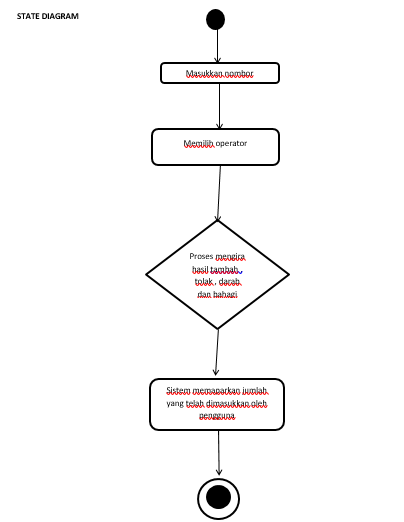 STATE DIAGRAM
Masukkan nombor
Memilih operator
Proses mengira
hasil tambah,
tolak , darab
dan bahagi
Sistem memaparkan jumlah
yang telah dimasukkan oleh
pengguna